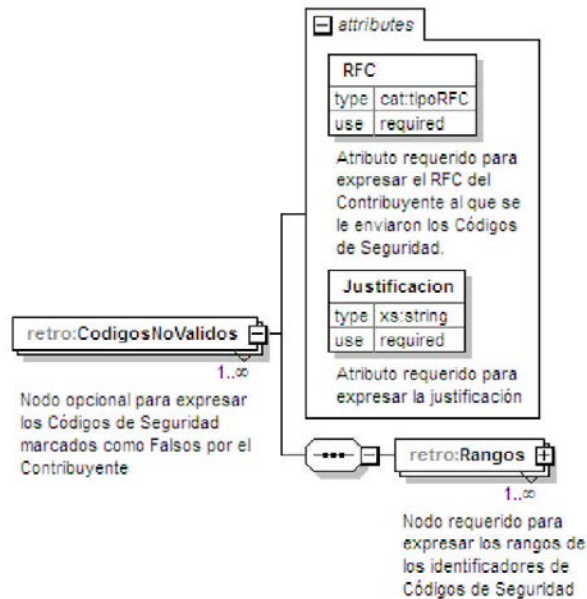 attributes
RFC
type cat:tipoRFC
use required
Atributo requerido para
expresar el RFC del
Contribuyente al que se
le enviaron los Códigos
de Seguridad.
Justificacion
type xs:string
use required
Atributo requerido para
expresar la justificación
retro:CodigosNoValidos
1..∞
Nodo opcional para expresar
los Códigos de Seguridad
marcados como Falsos por el
Contribuyente
retro:Rangos
1..∞
Nodo requerido para
expresar los rangos de
los identificadores de
Códigos de Seguridad